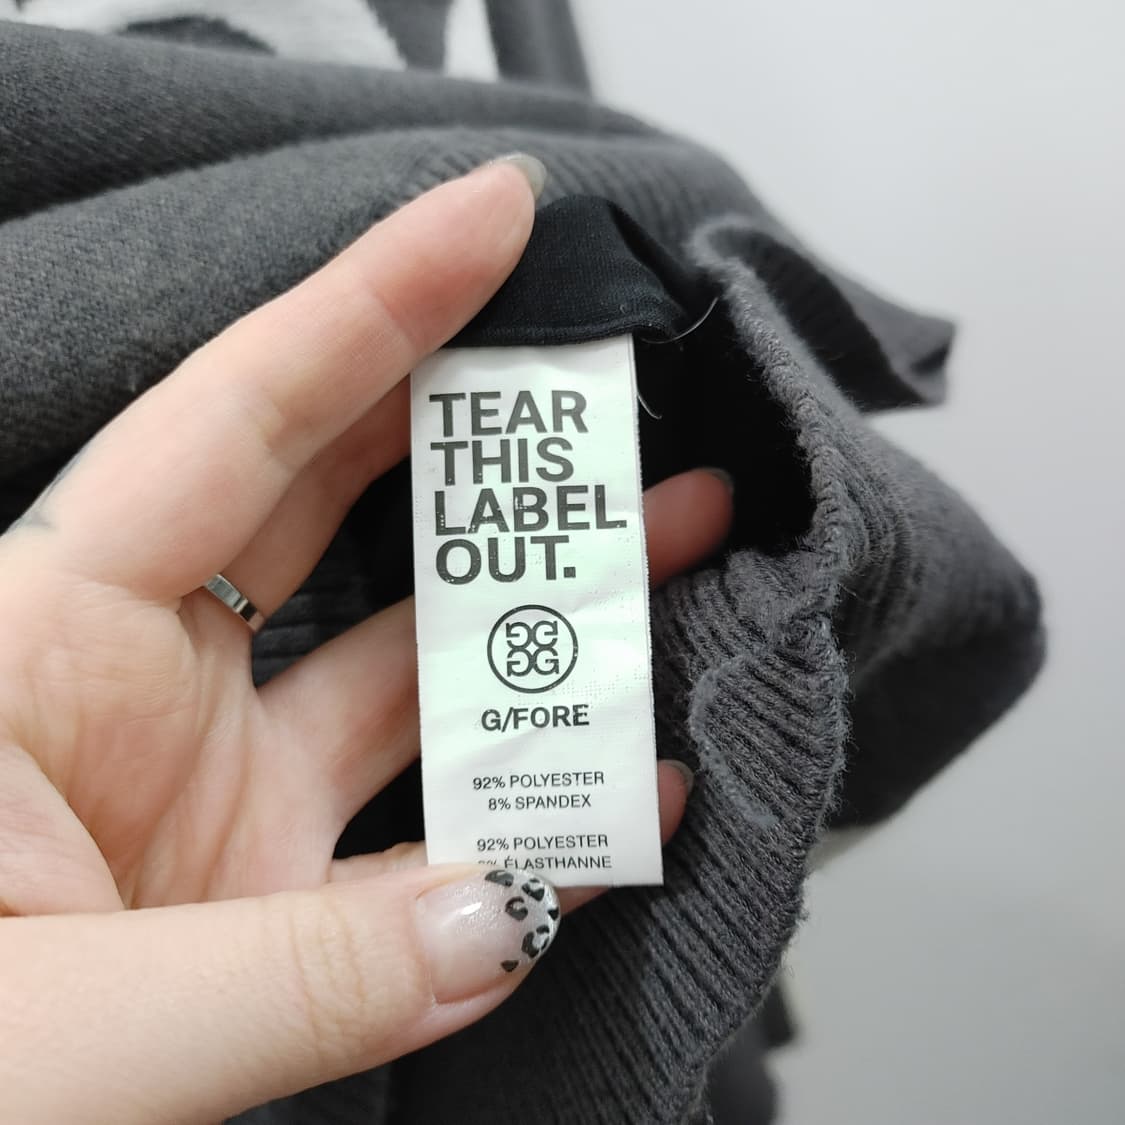 TEAR
THIS
LABEL
OUT.
G/FORE
92% POLYESTER
8% SPANDEX
92% POLYESTER
% ÉLASTHANNE